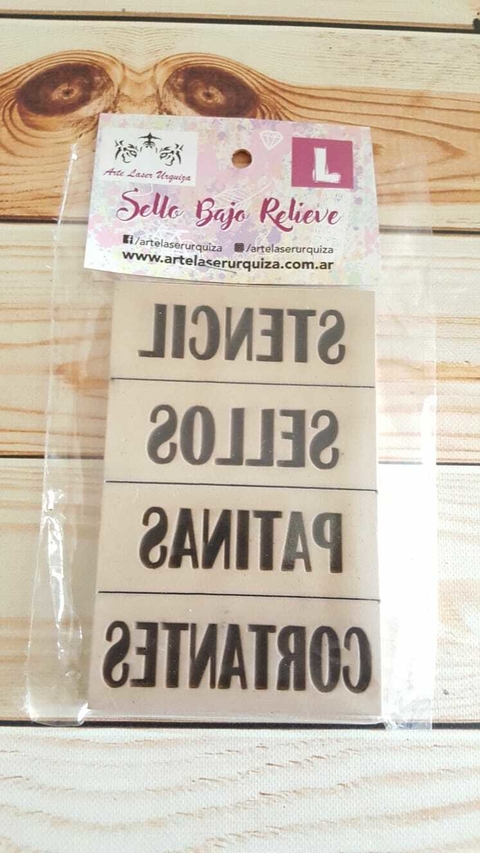 Arte Laser Urquiza
L
Sello Bajo Relieve
/artelaserurquiza /artelaserurquiza
www.artelaserurquiza.com.ar
STENCIL
SELLOS
PATINAS
CORTANTES